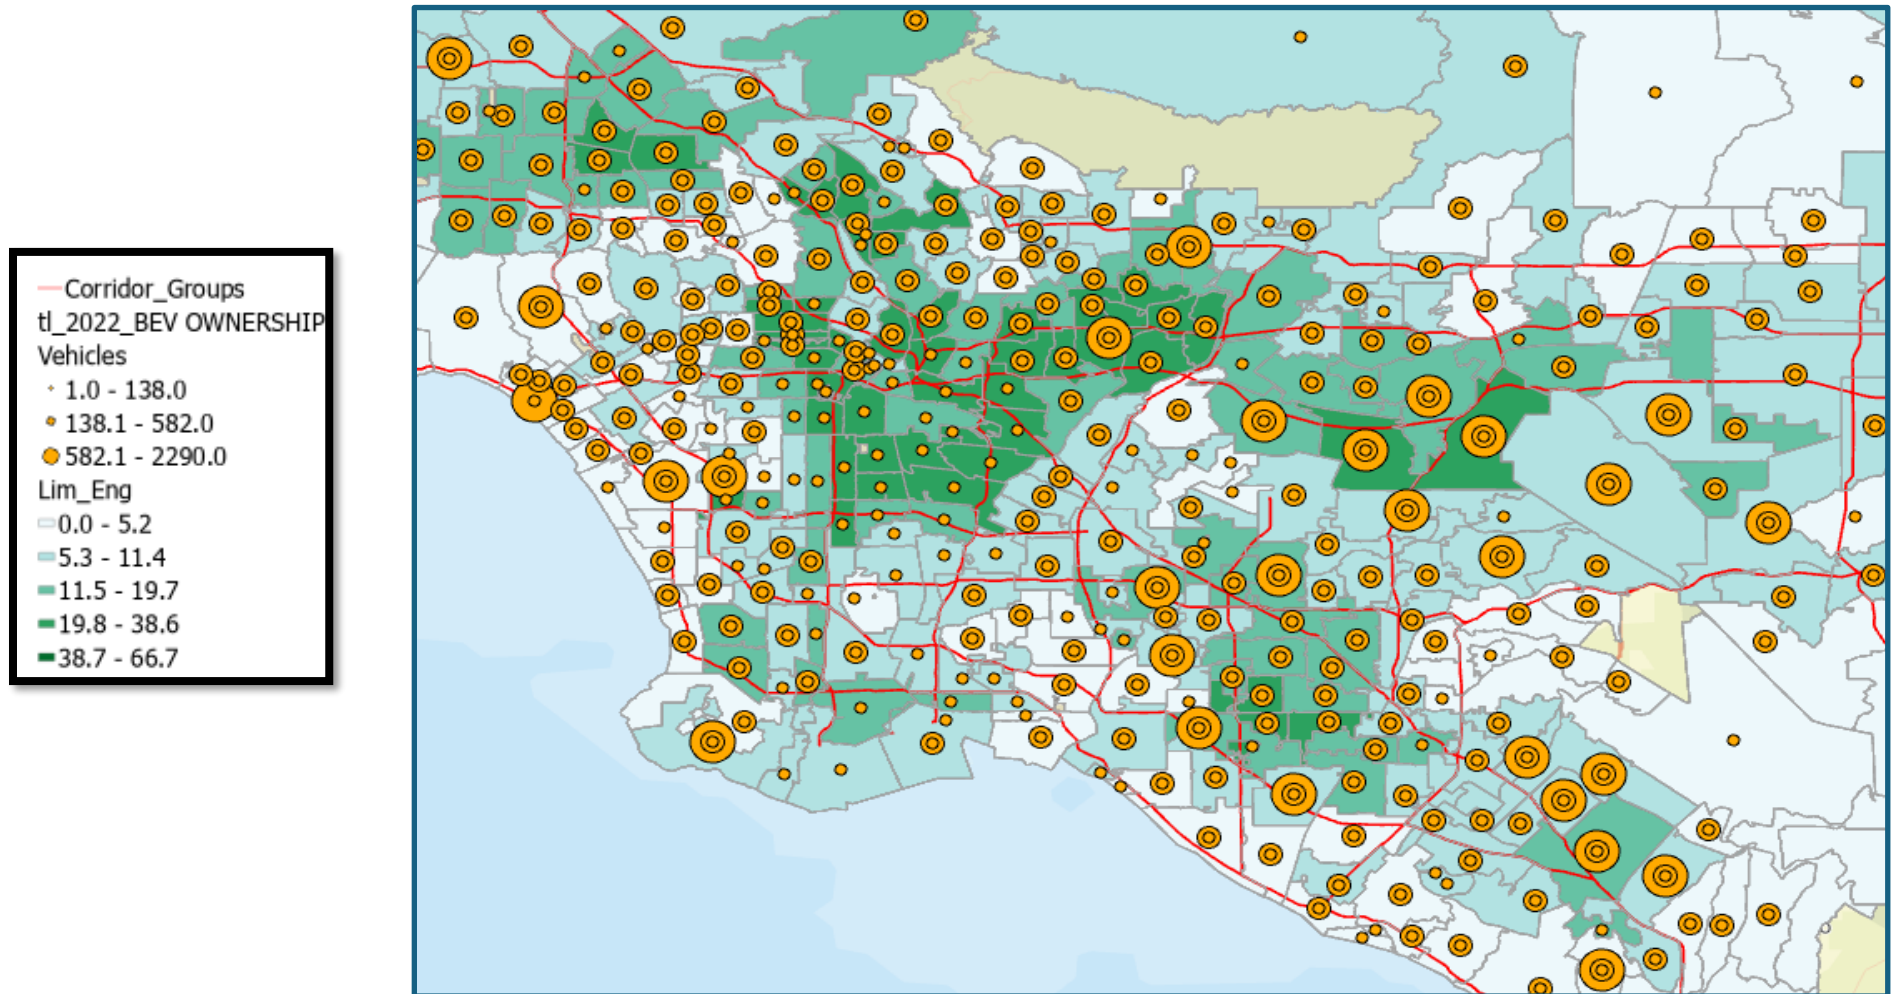 Corridor_Groups
tl_2022_BEV OWNERSHIP
Vehicles
1.0 - 138.0
138.1 - 582.0
582.1 - 2290.0
Lim_Eng
0.0 - 5.2
5.3 - 11.4
11.5 - 19.7
19.8 - 38.6
38.7 - 66.7